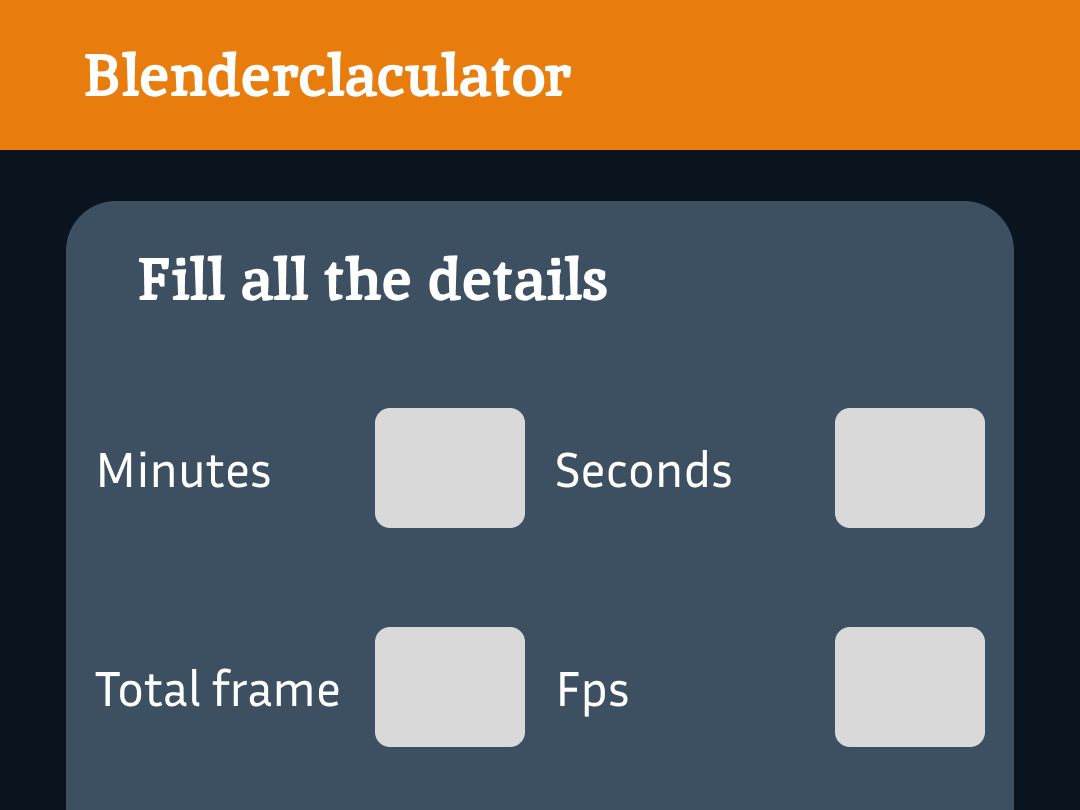 Blenderclaculator
Fill all the details
Minutes
Seconds
Total frame
Fps